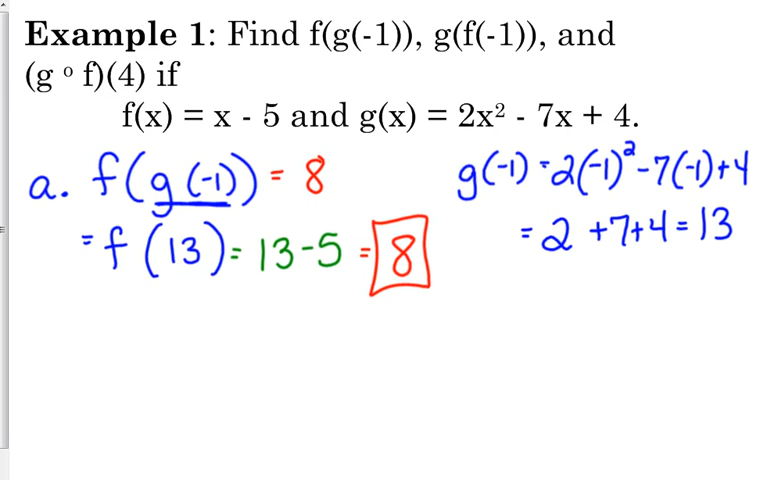 Example 1: Find f(g(-1)), g(f(-1)), and
(g ° f)(4) if
f(x) = x - 5 and g(x) = 2x² - 7x + 4.
a. f(g(-1)) = 8
= f(13) = 13-5 = 8
g(-1) = 2(-1)² - 7(-1) + 4
= 2 + 7 + 4 = 13